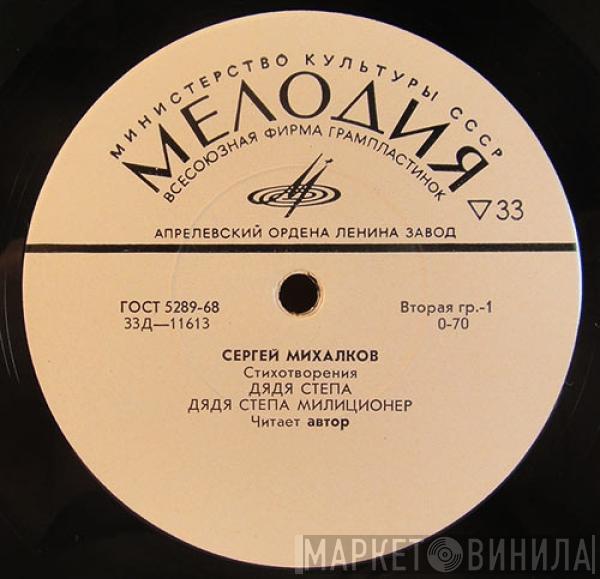 МИНИСТЕРСТВО КУЛЬТУРЫ СССР
МЕЛОДИЯ
ВСЕСОЮЗНАЯ ФИРМА ГРАМПЛАСТИНОК
▽33
АПРЕЛЕВСКИЙ ОРДЕНА ЛЕНИНА ЗАВОД
ГОСТ 5289-68
33Д—11613
Вторая гр.-1
0-70
СЕРГЕЙ МИХАЛКОВ
Стихотворения
ДЯДЯ СТЕПА
ДЯДЯ СТЕПА МИЛИЦИОНЕР
Читает автор
МАРКЕТ ВИНИЛА